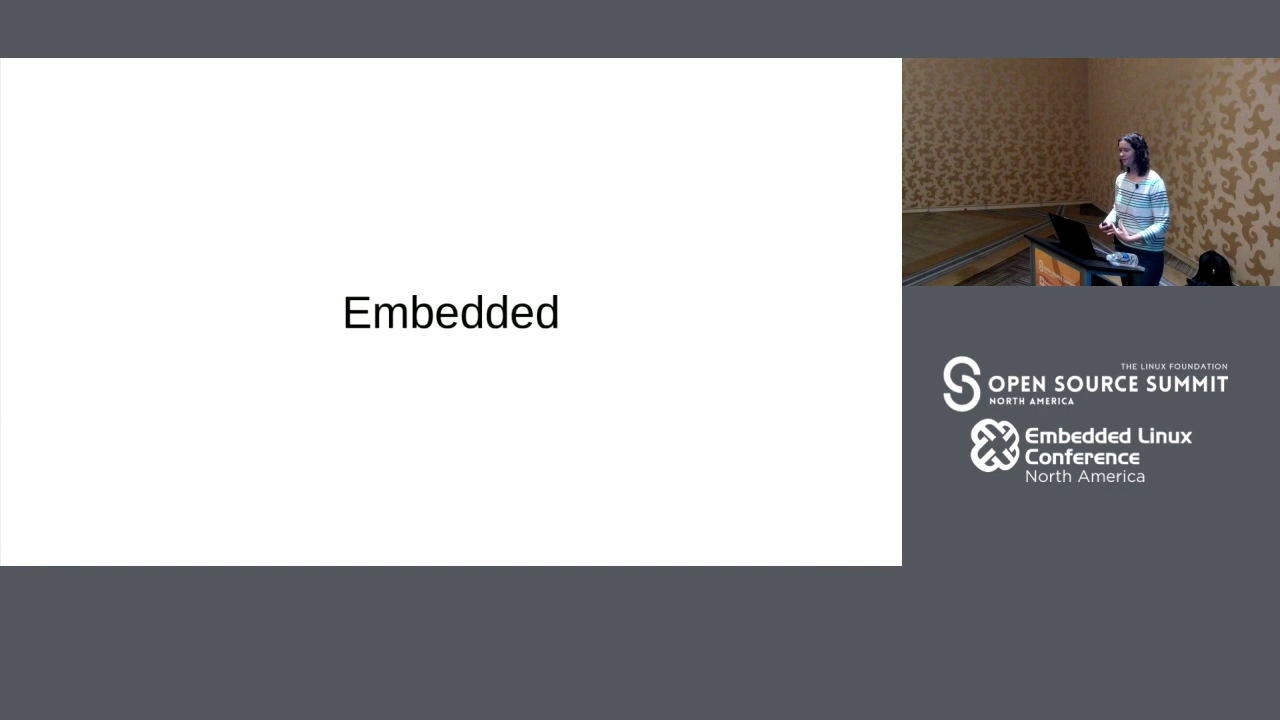 Embedded
THE LINUX FOUNDATION
OPEN SOURCE SUMMIT
NORTH AMERICA
Embedded Linux
Conference
North America